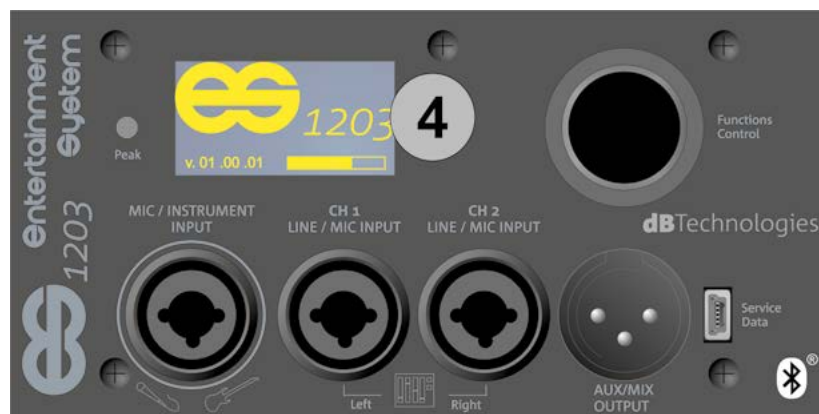 entertainment
system
es 1203
es 1203
v. 01 .00 .01
4
Peak
Functions
Control
MIC / INSTRUMENT
INPUT
CH 1
LINE / MIC INPUT
CH 2
LINE / MIC INPUT
dBTechnologies
Service
Data
Left
Right
AUX/MIX
OUTPUT
®